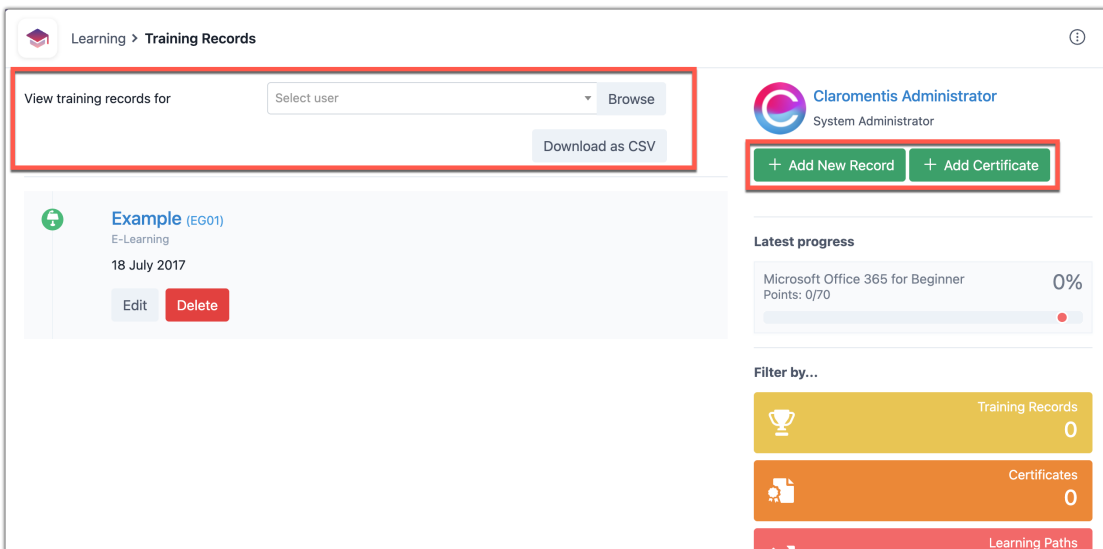 Learning > Training Records
View training records for
Select user
Browse
Download as CSV
Example (EG01)
E-Learning
18 July 2017
Edit
Delete
Claromentis Administrator
System Administrator
+ Add New Record
+ Add Certificate
Latest progress
Microsoft Office 365 for Beginner
0%
Points: 0/70
Filter by...
Training Records
0
Certificates
0
Learning Paths